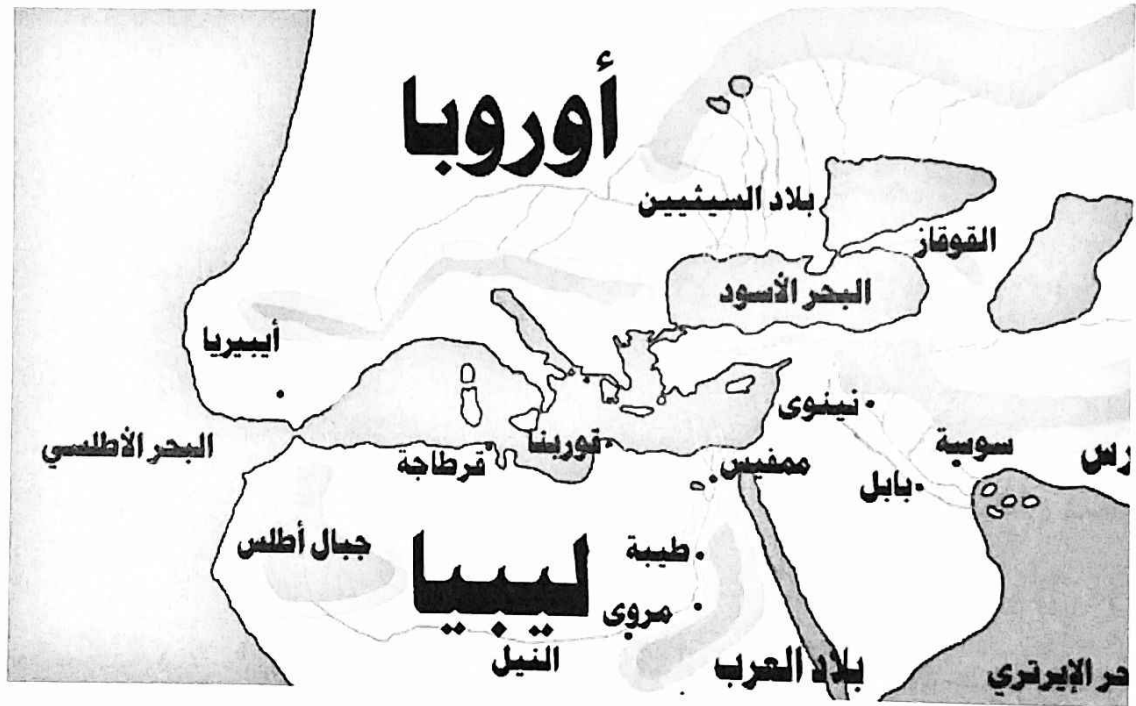 أوروبا
بلاد السيثيين
القوقاز
البحر الأسود
أيبيريا
نينوى
البحر الأطلسي
قرطاجة
قورينا
ممفيس
سوسة
بابل
رس
جبال أطلس
ليبيا
طيبة
مروى
النيل
بلاد العرب
حر الإيرتري